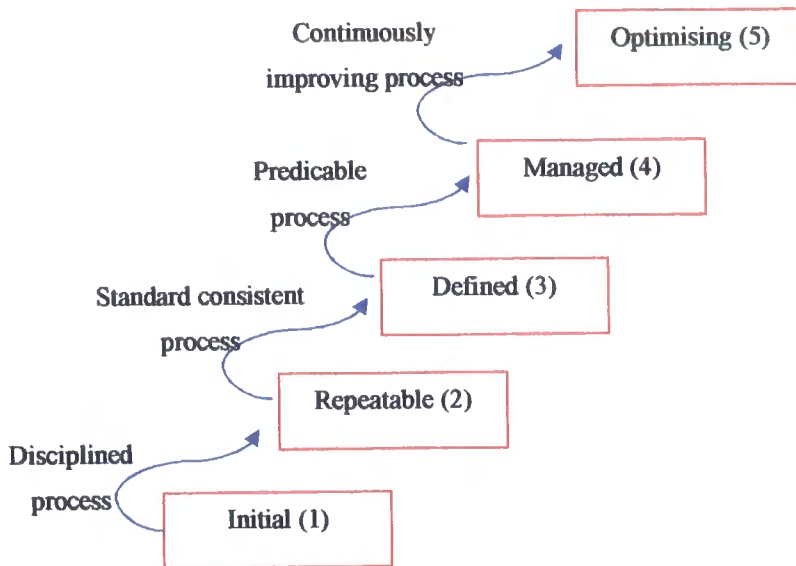 Continuously
improving process
Optimising (5)
Predicable
process
Managed (4)
Standard consistent
process
Defined (3)
Repeatable (2)
Disciplined
process
Initial (1)